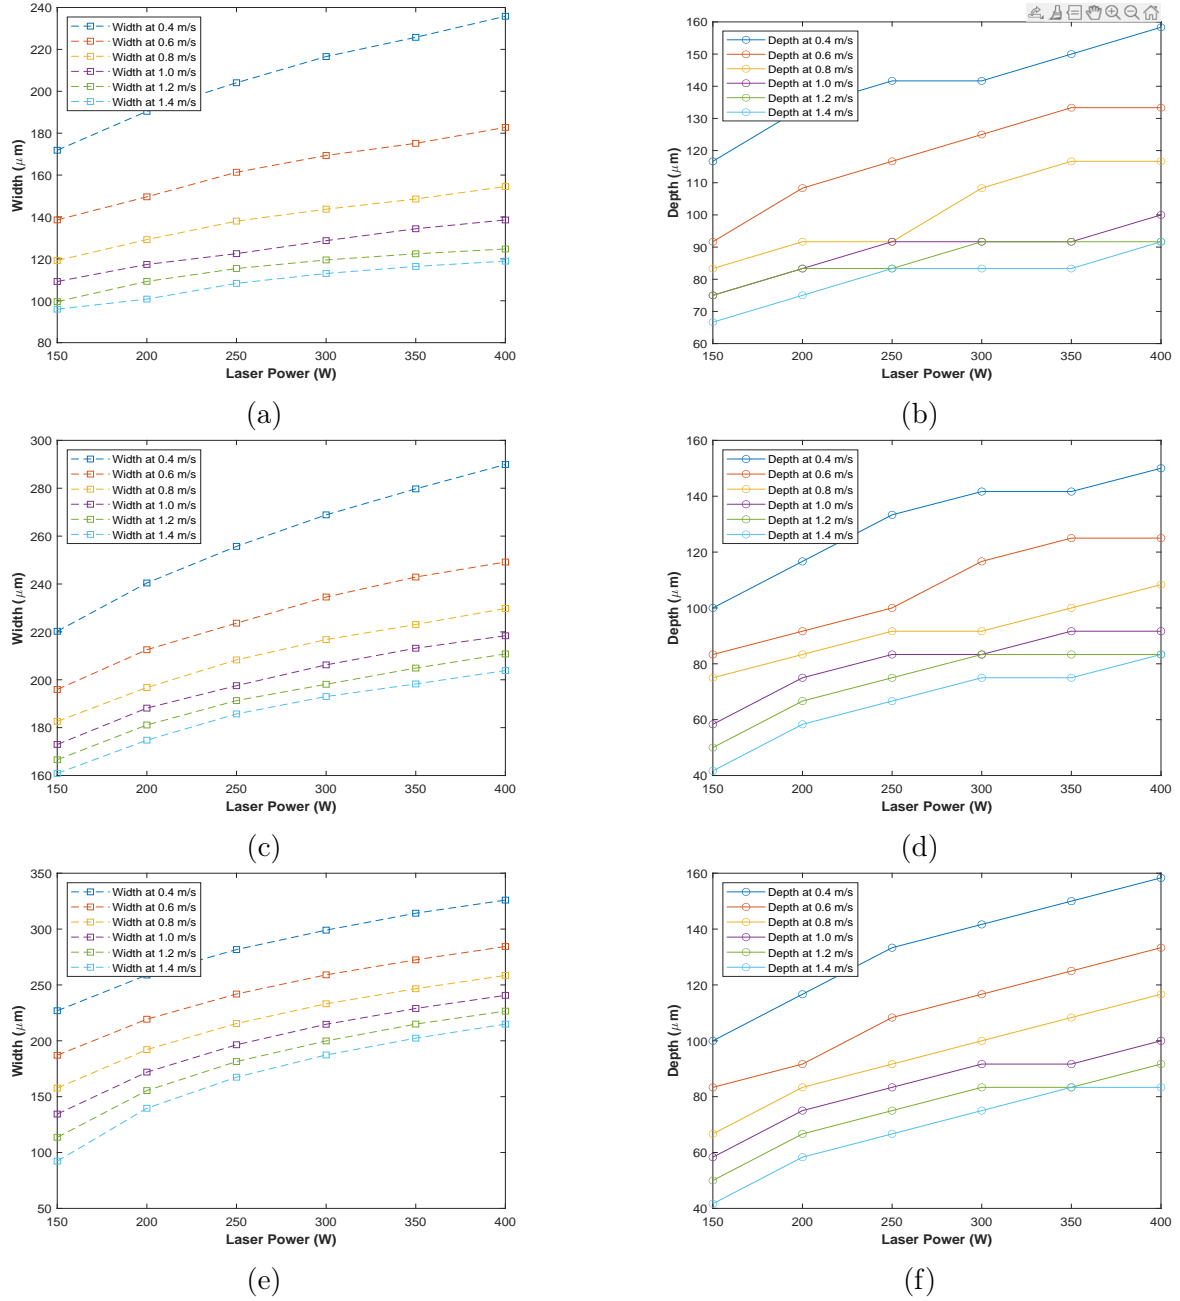 240
220
200
180
160
140
120
100
80
Width (μm)
Width at 0.4 m/s
Width at 0.6 m/s
Width at 0.8 m/s
Width at 1.0 m/s
Width at 1.2 m/s
Width at 1.4 m/s
150 200 250 300 350 400
Laser Power (W)
(a)
160
150
140
130
120
110
100
90
80
70
60
Depth (μm)
Depth at 0.4 m/s
Depth at 0.6 m/s
Depth at 0.8 m/s
Depth at 1.0 m/s
Depth at 1.2 m/s
Depth at 1.4 m/s
150 200 250 300 350 400
Laser Power (W)
(b)
300
280
260
240
220
200
180
160
Width (μm)
Width at 0.4 m/s
Width at 0.6 m/s
Width at 0.8 m/s
Width at 1.0 m/s
Width at 1.2 m/s
Width at 1.4 m/s
150 200 250 300 350 400
Laser Power (W)
(c)
160
140
120
100
80
60
40
Depth (μm)
Depth at 0.4 m/s
Depth at 0.6 m/s
Depth at 0.8 m/s
Depth at 1.0 m/s
Depth at 1.2 m/s
Depth at 1.4 m/s
150 200 250 300 350 400
Laser Power (W)
(d)
350
300
250
200
150
100
50
Width (μm)
Width at 0.4 m/s
Width at 0.6 m/s
Width at 0.8 m/s
Width at 1.0 m/s
Width at 1.2 m/s
Width at 1.4 m/s
150 200 250 300 350 400
Laser Power (W)
(e)
160
140
120
100
80
60
40
Depth (μm)
Depth at 0.4 m/s
Depth at 0.6 m/s
Depth at 0.8 m/s
Depth at 1.0 m/s
Depth at 1.2 m/s
Depth at 1.4 m/s
150 200 250 300 350 400
Laser Power (W)
(f)